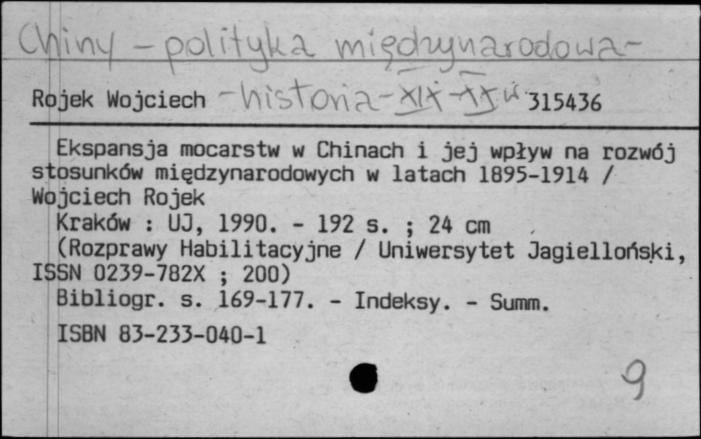 Chiny - polityka międzynarodowa -
Rojek Wojciech - historia - XIX - XX w 315436
Ekspansja mocarstw w Chinach i jej wpływ na rozwój
stosunków międzynarodowych w latach 1895-1914 /
Wojciech Rojek
Kraków : UJ, 1990. - 192 s. ; 24 cm
(Rozprawy Habilitacyjne / Uniwersytet Jagielloński,
ISSN 0239-782X ; 200)
Bibliogr. s. 169-177. - Indeksy. - Summ.
ISBN 83-233-040-1
9